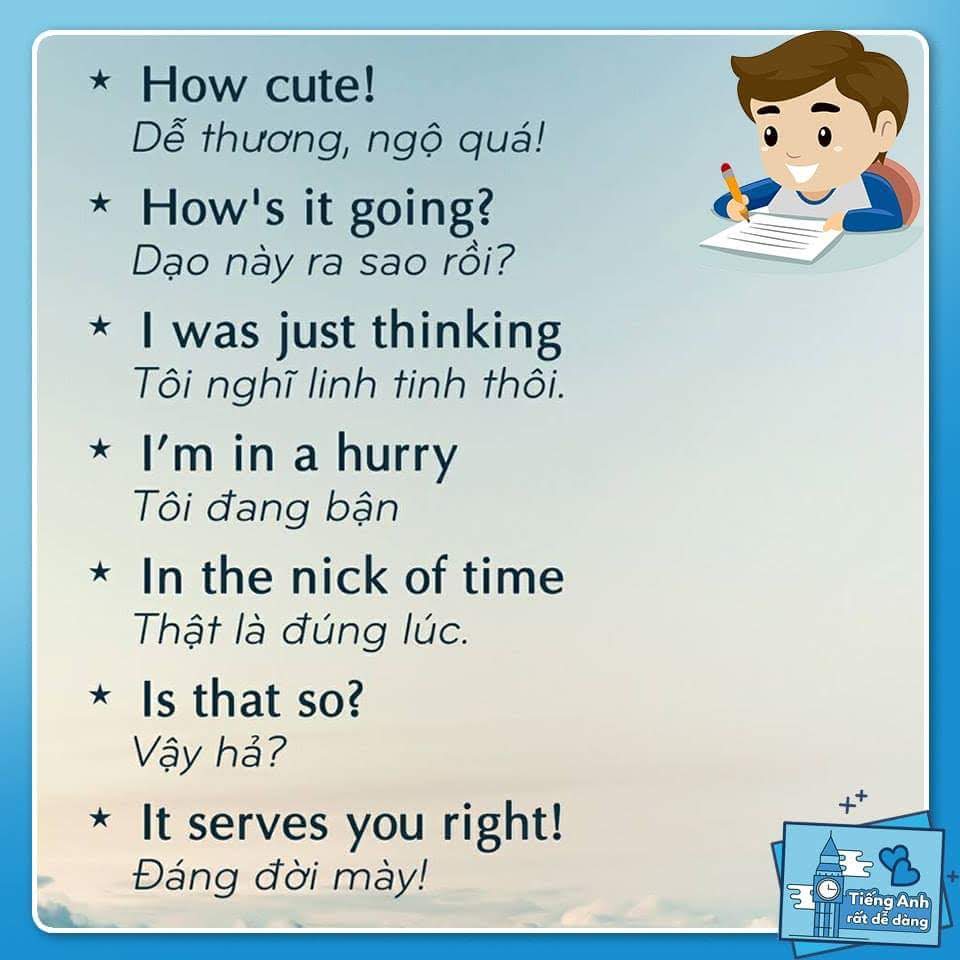 ★ How cute!
Dễ thương, ngộ quá!
★ How's it going?
Dạo này ra sao rồi?
★ I was just thinking
Tôi nghĩ linh tinh thôi.
★ I’m in a hurry
Tôi đang bận
★ In the nick of time
Thật là đúng lúc.
★ Is that so?
Vậy hả?
★ It serves you right!
Đáng đời mày!
Tiếng Anh
rất dễ dàng